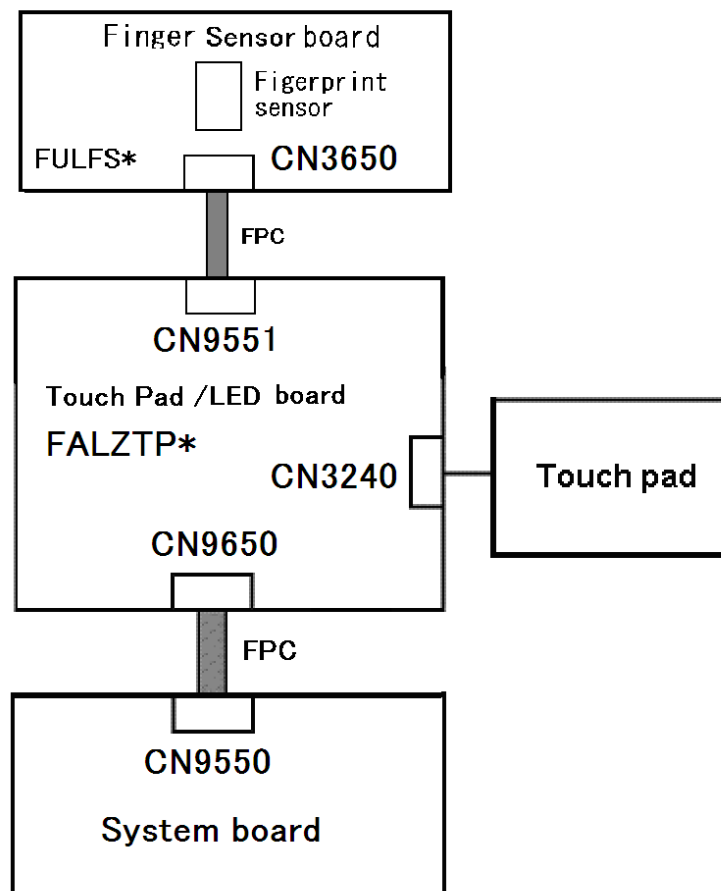 Finger Sensor board
Figerprint
sensor
FULFS*
CN3650
FPC
CN9551
Touch Pad /LED board
FALZTP*
CN3240
Touch pad
CN9650
FPC
CN9550
System board